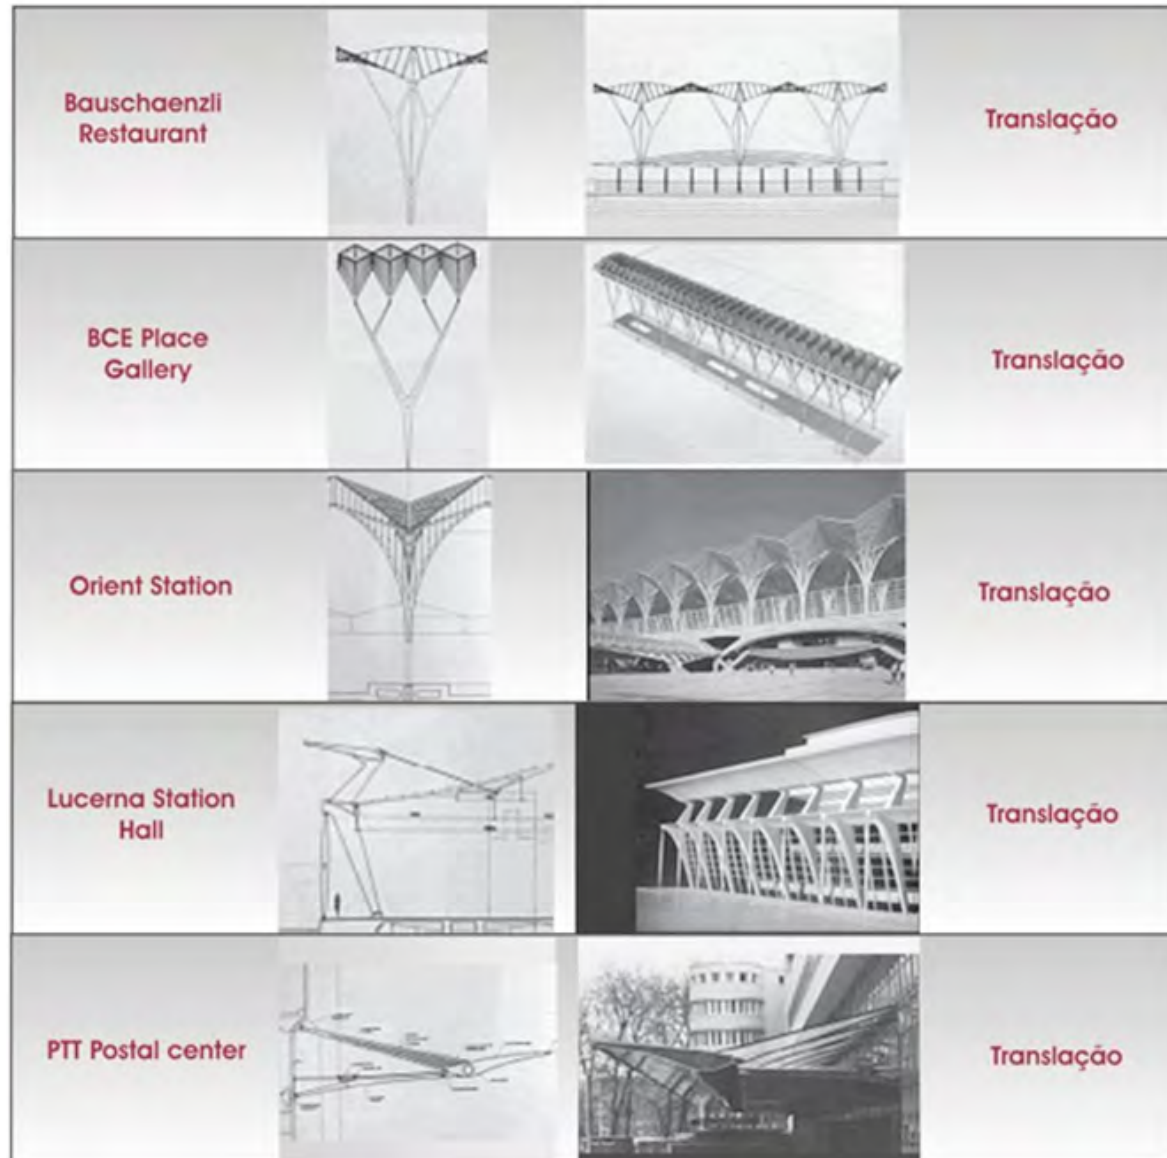 Bauschaenzli
Restaurant
Translação
BCE Place
Gallery
Translação
Orient Station
Translação
Lucerna Station
Hall
Translação
PTT Postal center
Translação